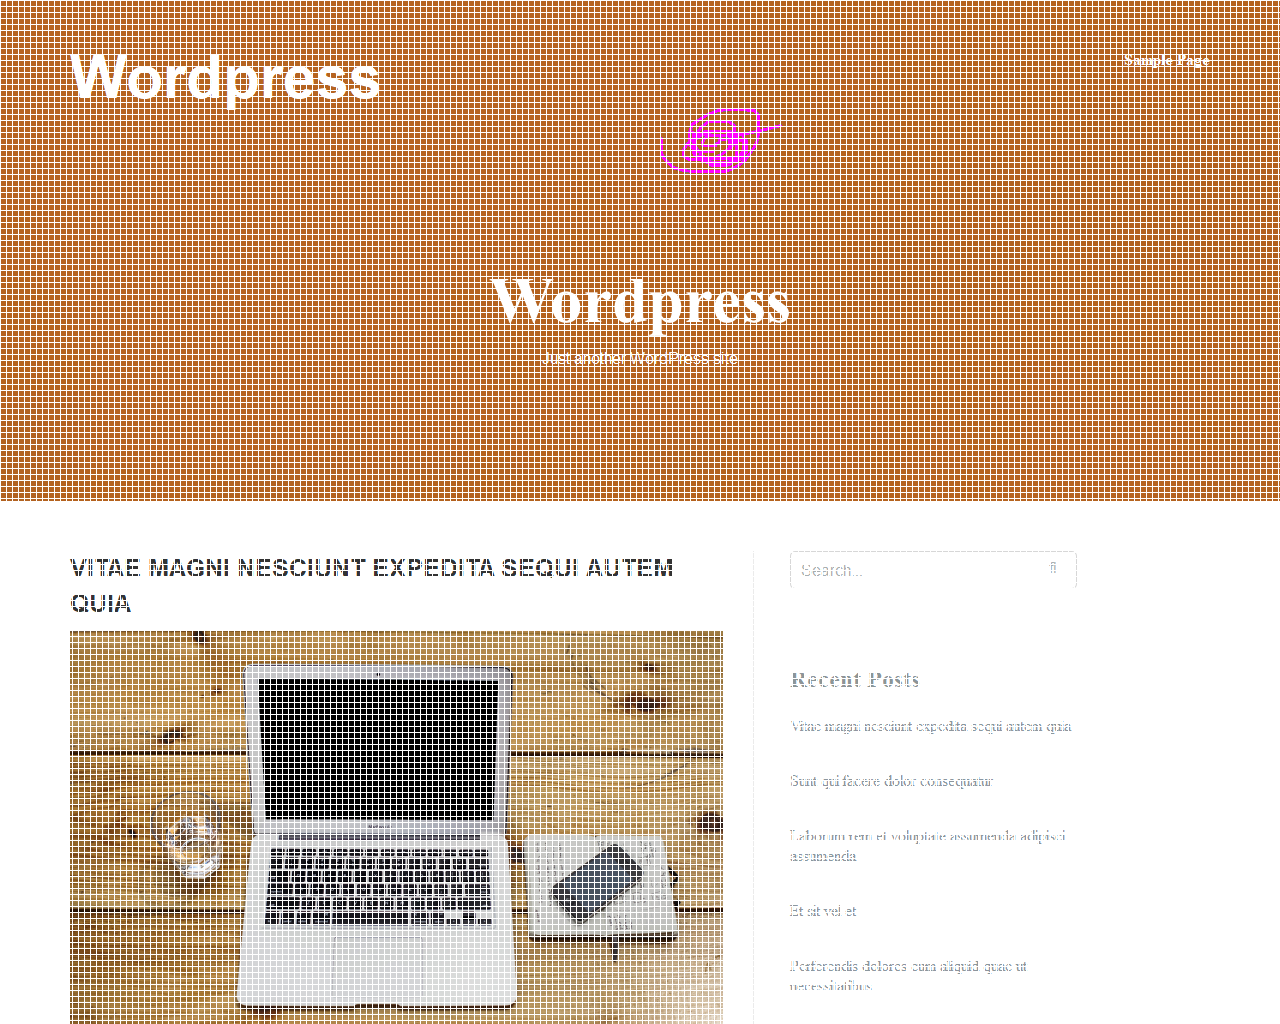 Wordpress
Sample Page
Wordpress
Just another WordPress site
VITAE MAGNI NESCIUNT EXPEDITA SEQUI AUTEM
QUIA
Search...
Recent Posts
Vitae magni nesciunt expedita sequi autem quia
Sunt qui facere dolor consequatur
Laborum rem et voluptate assumenda adipisci
assumenda
Et sit vel et
Perferendis dolores eum aliquid quae ut
necessitatibus